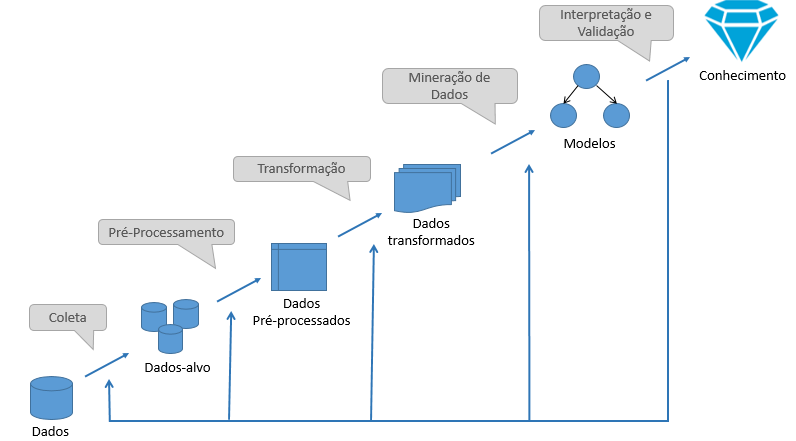 Interpretação e
Validação
Conhecimento
Mineração de
Dados
Modelos
Transformação
Dados
transformados
Pré-Processamento
Dados
Pré-processados
Coleta
Dados-alvo
Dados